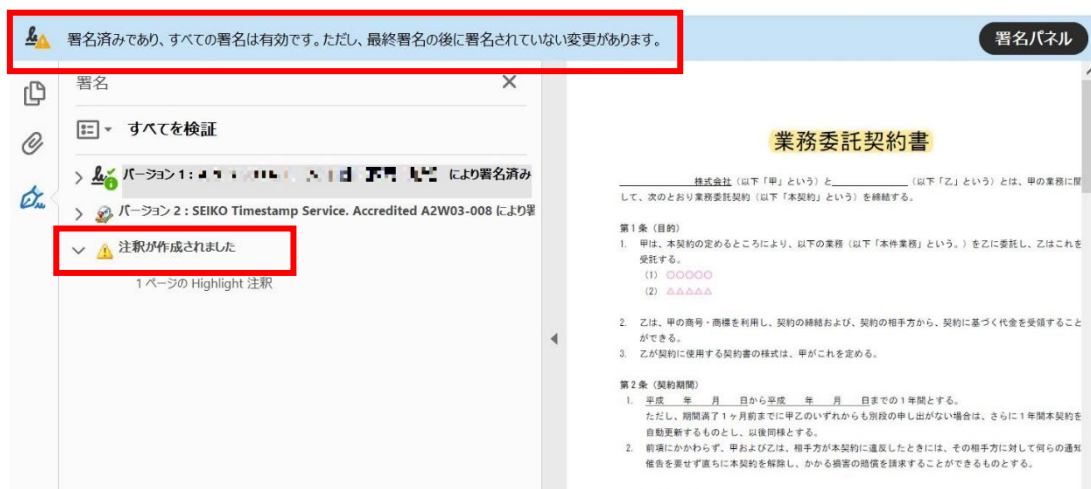 署名済みであり、すべての署名は有効です。ただし、最終署名の後に署名されていない変更があります。
署名パネル
署名
すべてを検証
バージョン 1 :
により署名済み
バージョン 2 : SEIKO Timestamp Service. Accredited A2W03-008 により署
注釈が作成されました
1 ページの Highlight 注釈
業務委託契約書
株式会社（以下「甲」という）と（以下「乙」という）とは、甲の業務に関
して、次のとおり業務委託契約（以下「本契約」という）を締結する。
第1条（目的）
1. 甲は、本契約の定めるところにより、以下の業務（以下「本件業務」という。）を乙に委託し、乙はこれを
受託する。
(1) ○○○○○
(2) △△△△△
2. 乙は、甲の商号・商標を利用し、契約の締結および、契約の相手方から、契約に基づく代金を受領すること
ができる。
3. 乙が契約に使用する契約書の様式は、甲がこれを定める。
第2条（契約期間）
1. 平成 年 月 日から平成 年 月 日までの1年間とする。
ただし、期間満了1ヶ月前までに甲乙のいずれからも別段の申し出がない場合は、さらに1年間本契約を
自動更新するものとし、以後同様とする。
2. 前項にかかわらず、甲および乙は、相手方が本契約に違反したときには、その相手方に対して何らの通知
催告を要せず直ちに本契約を解除し、かかる損害の賠償を請求することができるものとする。